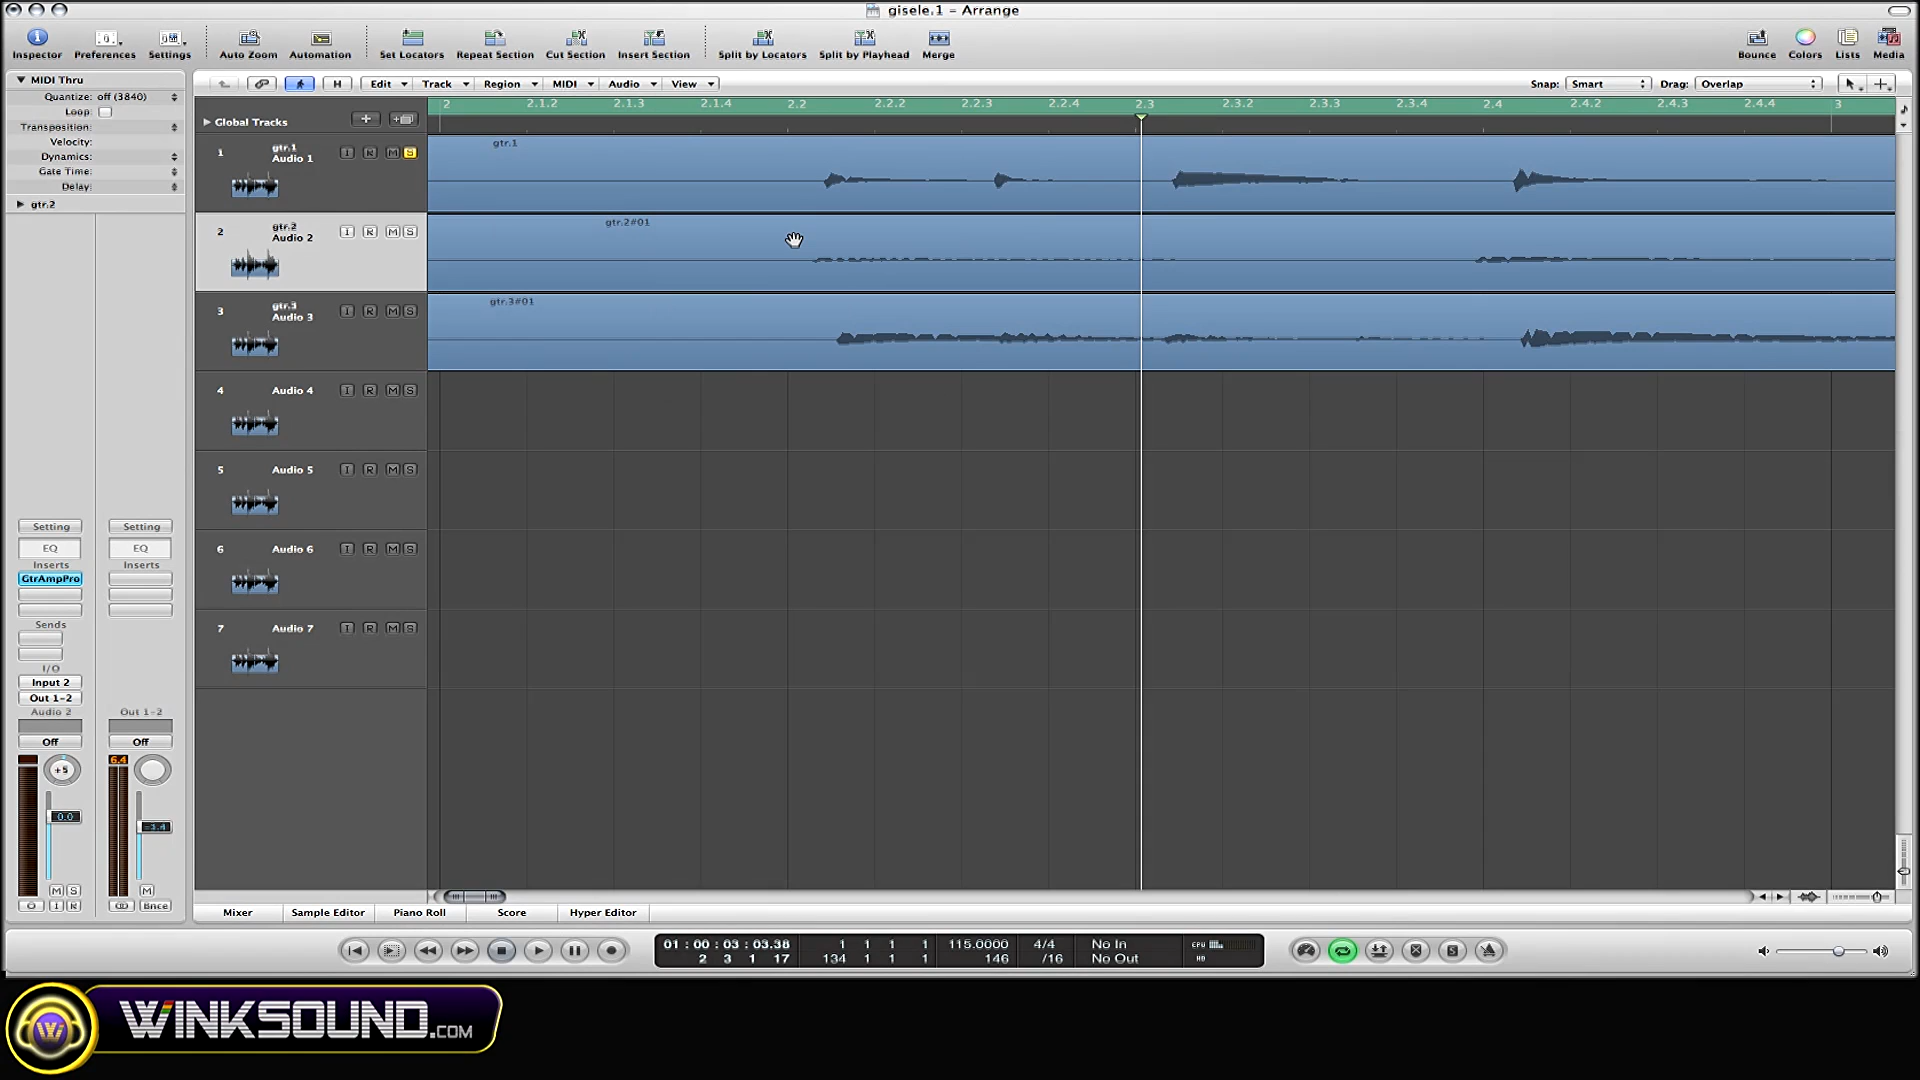 gisele.1 - Arrange
Inspector Preferences Settings Auto Zoom Automation Set Locators Repeat Section Cut Section Insert Section Split by Locators Split by Playhead Merge Bounce Colors Lists Media
MIDI Thru
H Edit Track Region MIDI Audio View Snap: Smart Drag: Overlap
Quantize: off (3840)
Loop:
Transposition:
Velocity:
Dynamics:
Gate Time:
Delay:
gtr.2
2 2.1.2 2.1.3 2.1.4 2.2 2.2.2 2.2.3 2.2.4 2.3 2.3.2 2.3.3 2.3.4 2.4 2.4.2 2.4.3 2.4.4 3
Global Tracks
1 gtr.1 Audio 1 I R M S
gtr.1
2 gtr.2 Audio 2 I R M S
gtr.2#01
3 gtr.3 Audio 3 I R M S
gtr.3#01
4 Audio 4 I R M S
5 Audio 5 I R M S
6 Audio 6 I R M S
7 Audio 7 I R M S
Setting Setting
EQ EQ
Inserts Inserts
GtrAmpPro
Sends
I/O
Input 2
Out 1-2
Audio 2 Out 1-2
Off Off
+5 6.4
0.0
M S M
I R Bnce
Mixer Sample Editor Piano Roll Score Hyper Editor
01 : 00 : 03 : 03.38 1 1 1 1 115.0000 4/4 No In CPU
2 3 1 17 134 1 1 1 146 /16 No Out HD
WINKSOUND.COM